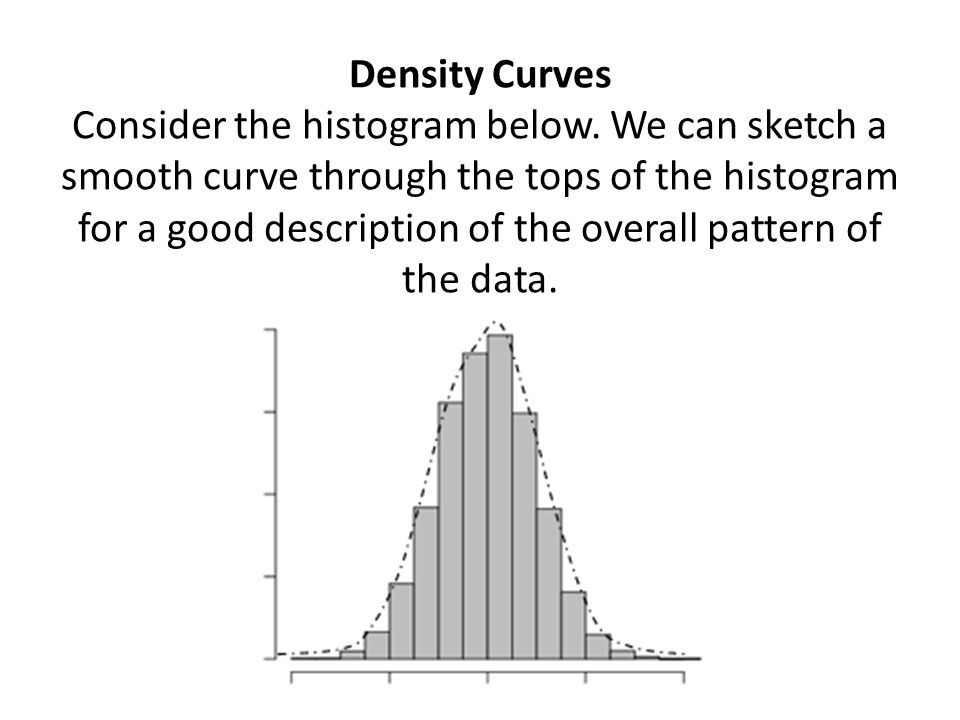 Density Curves
Consider the histogram below. We can sketch a
smooth curve through the tops of the histogram
for a good description of the overall pattern of
the data.